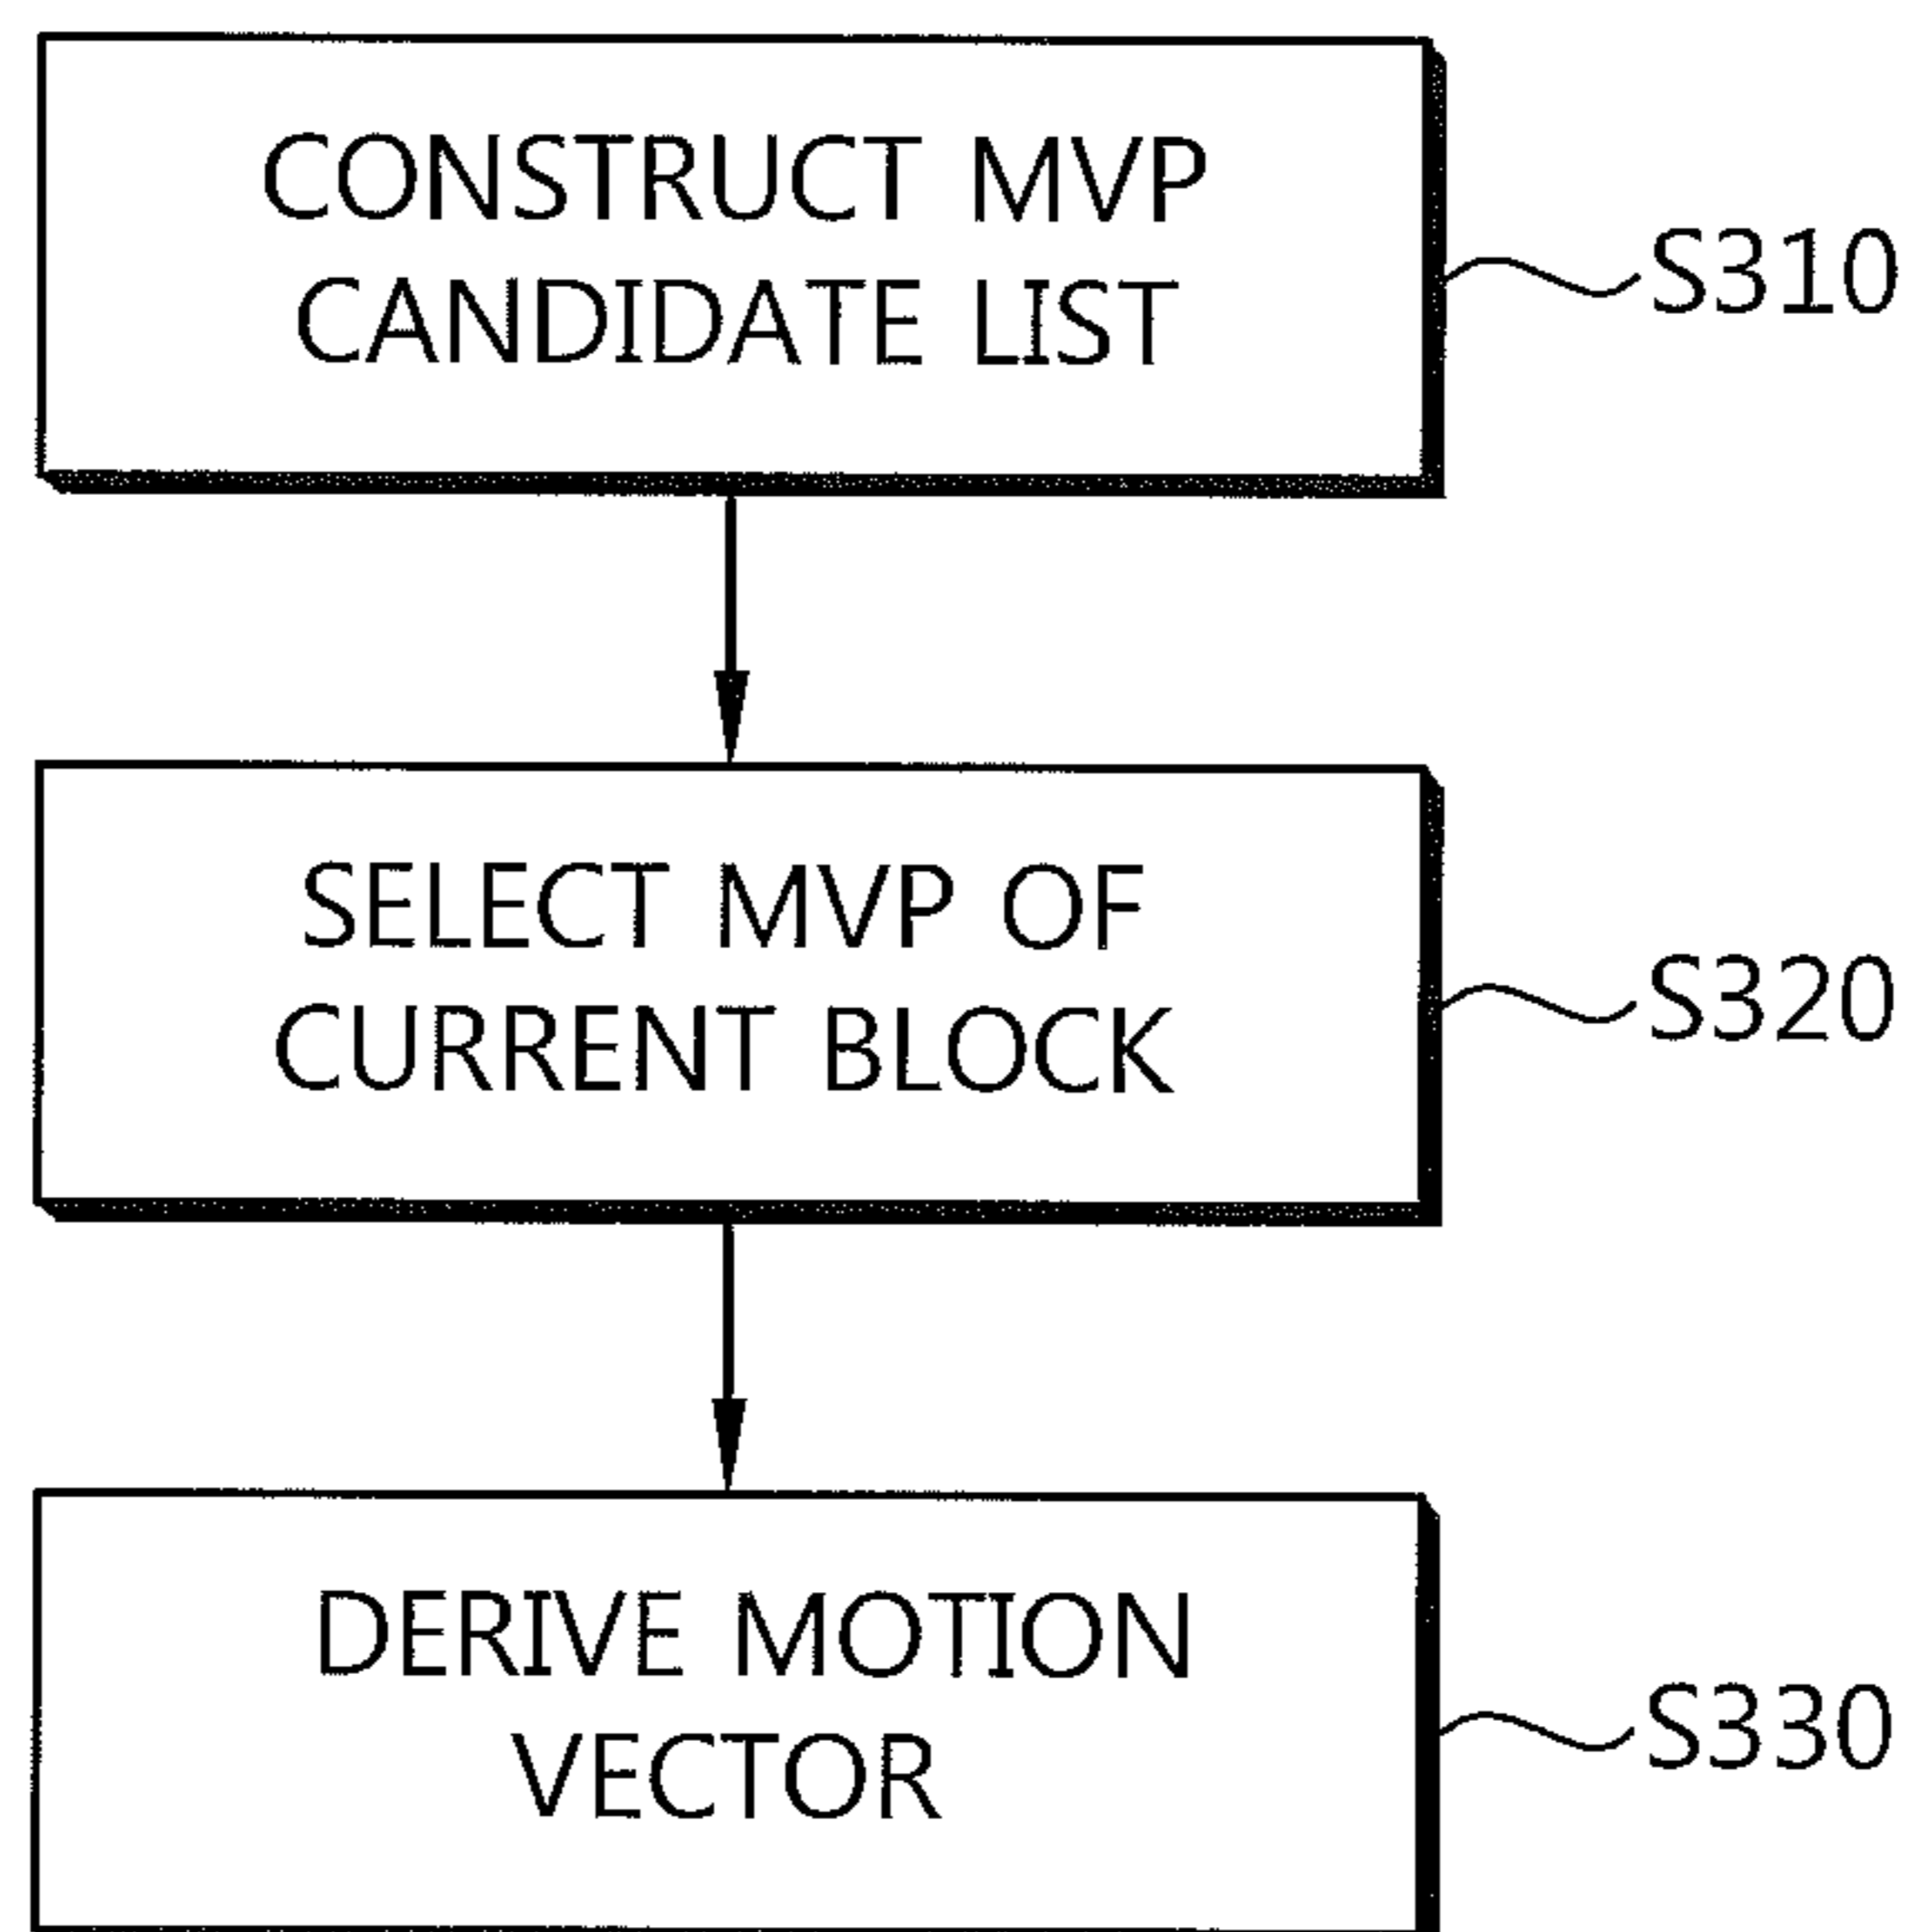 CONSTRUCT MVP
CANDIDATE LIST
S310
SELECT MVP OF
CURRENT BLOCK
S320
DERIVE MOTION
VECTOR
S330